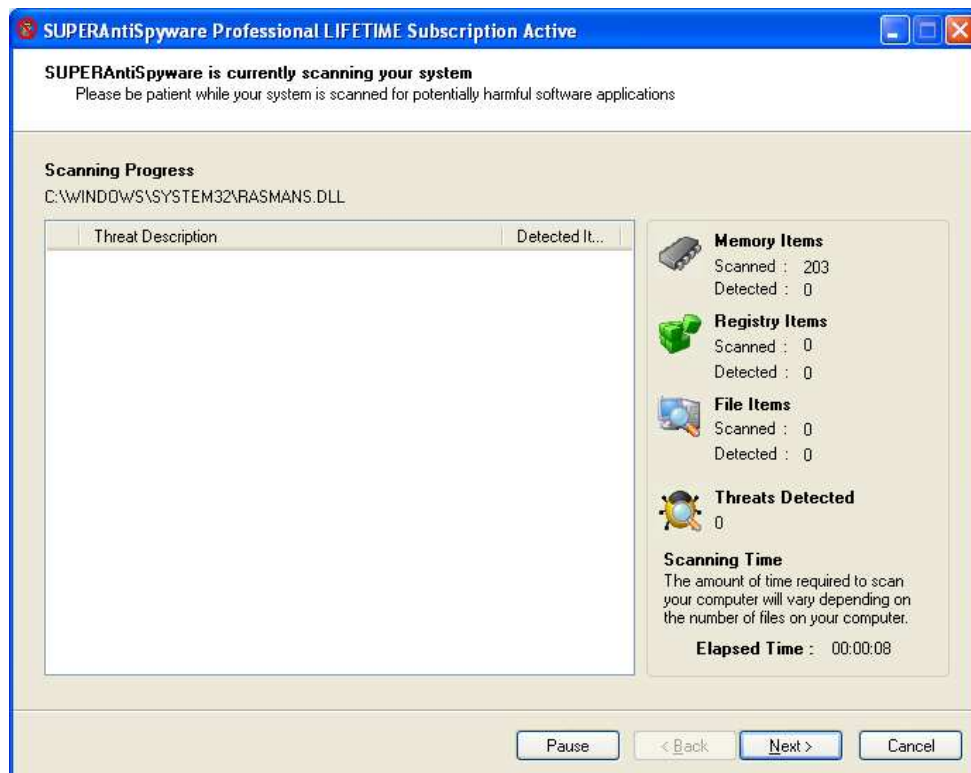 SUPERAntiSpyware Professional LIFETIME Subscription Active
SUPERAntiSpyware is currently scanning your system
Please be patient while your system is scanned for potentially harmful software applications
Scanning Progress
C:\WINDOWS\SYSTEM32\RASMANS.DLL
Threat Description
Detected It...
Memory Items
Scanned : 203
Detected : 0
Registry Items
Scanned : 0
Detected : 0
File Items
Scanned : 0
Detected : 0
Threats Detected
0
Scanning Time
The amount of time required to scan
your computer will vary depending on
the number of files on your computer.
Elapsed Time : 00:00:08
Pause
< Back
Next >
Cancel